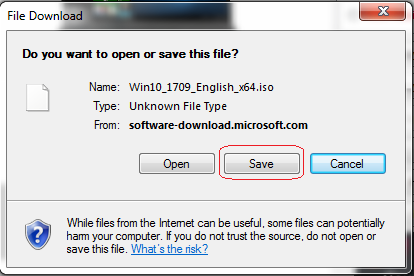 File Download
Do you want to open or save this file?
Name: Win10_1709_English_x64.iso
Type: Unknown File Type
From: software-download.microsoft.com
Open Save Cancel
While files from the Internet can be useful, some files can potentially
harm your computer. If you do not trust the source, do not open or
save this file. What's the risk?